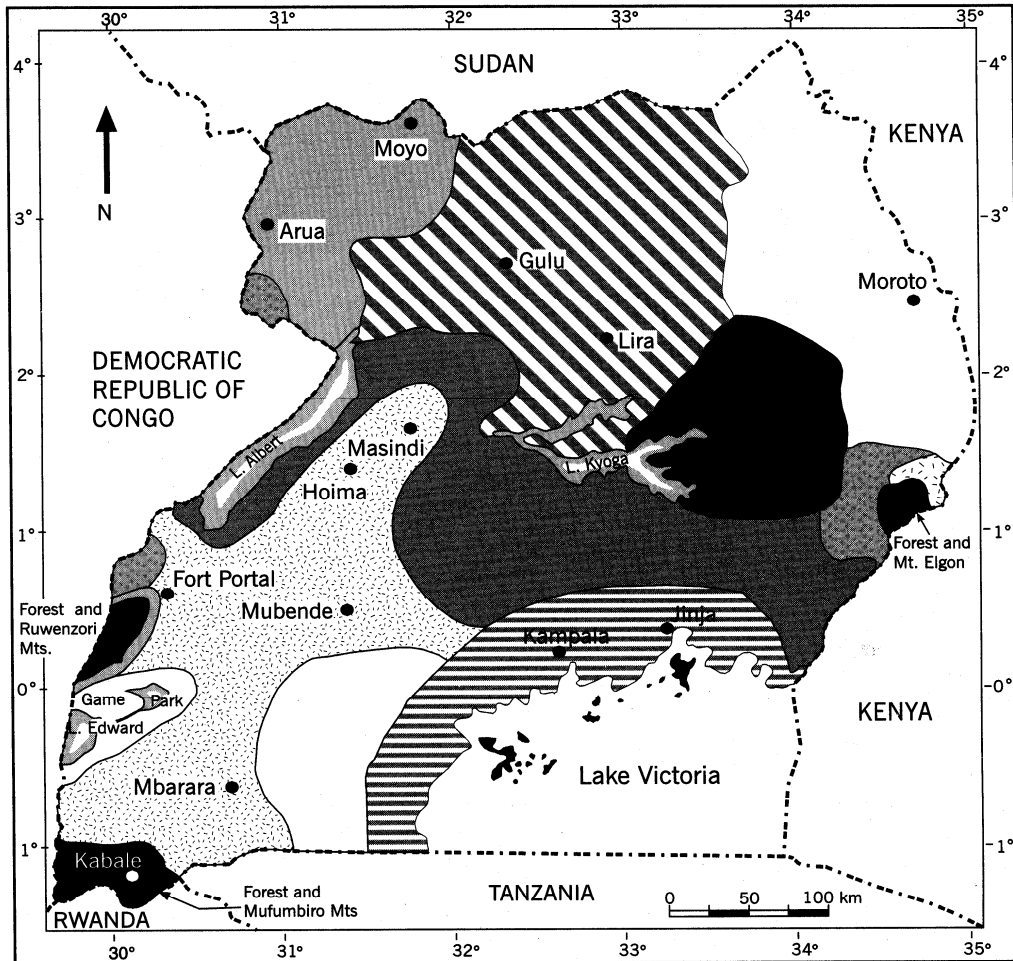 30° 31° 32° 33° 34° 35°
4°
SUDAN
4°
KENYA
Moyo
N
3°
3°
Arua
Gulu
Moroto
Lira
DEMOCRATIC
REPUBLIC OF
CONGO
2°
2°
Masindi
L. Albert
L. Kyoga
Hoima
1°
1°
Forest and
Mt. Elgon
Fort Portal
Forest and
Ruwenzori
Mts.
Mubende
Jinja
Kampala
0°
0°
Game Park
L. Edward
KENYA
Lake Victoria
Mbarara
1°
1°
Kabale
Forest and
Mufumbiro Mts
TANZANIA
0 50 100 km
RWANDA
30° 31° 32° 33° 34° 35°